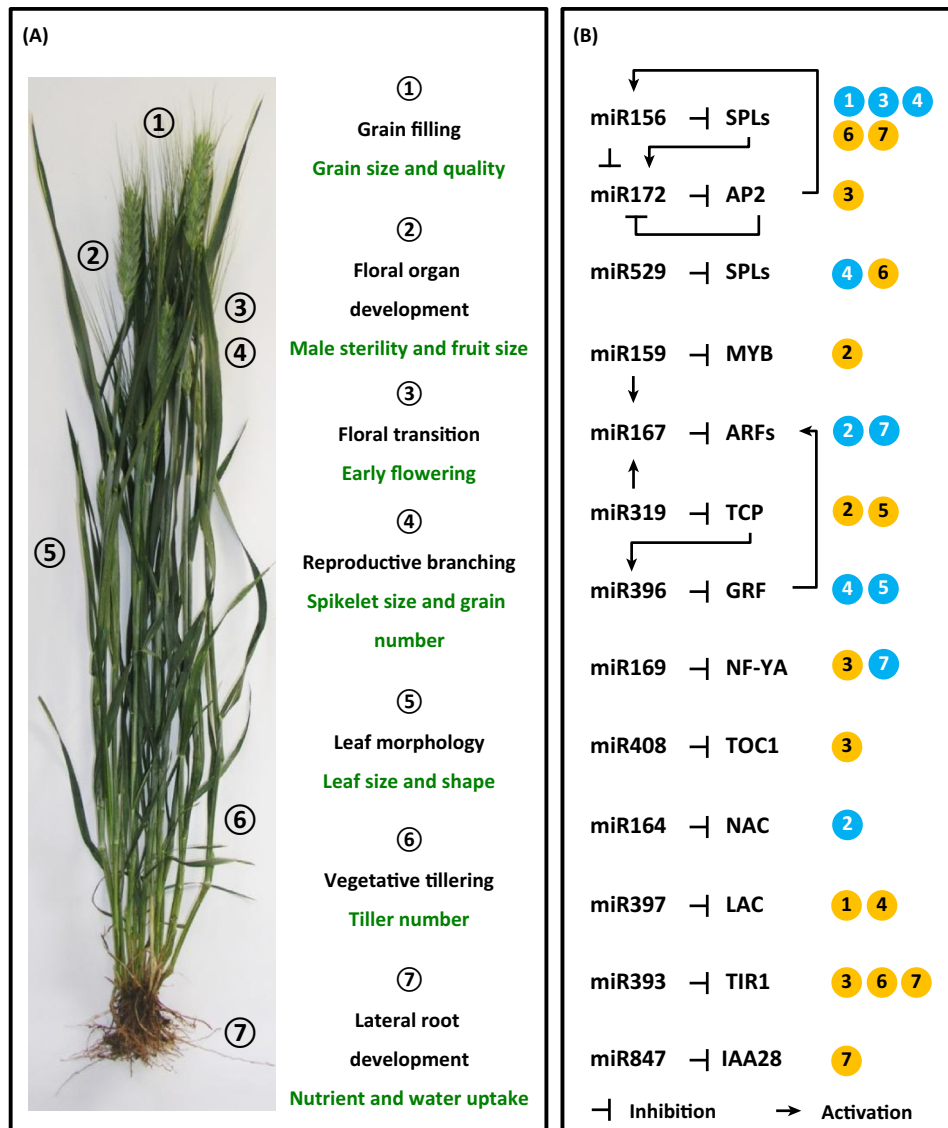 (A)
①
②
③
④
⑤
⑥
⑦
①
Grain filling
Grain size and quality
②
Floral organ
development
Male sterility and fruit size
③
Floral transition
Early flowering
④
Reproductive branching
Spikelet size and grain
number
⑤
Leaf morphology
Leaf size and shape
⑥
Vegetative tillering
Tiller number
⑦
Lateral root
development
Nutrient and water uptake
(B)
miR156 SPLs 1 3 4
6 7
miR172 AP2 3
miR529 SPLs 4 6
miR159 MYB 2
miR167 ARFs 2 7
miR319 TCP 2 5
miR396 GRF 4 5
miR169 NF-YA 3 7
miR408 TOC1 3
miR164 NAC 2
miR397 LAC 1 4
miR393 TIR1 3 6 7
miR847 IAA28 7
Inhibition Activation